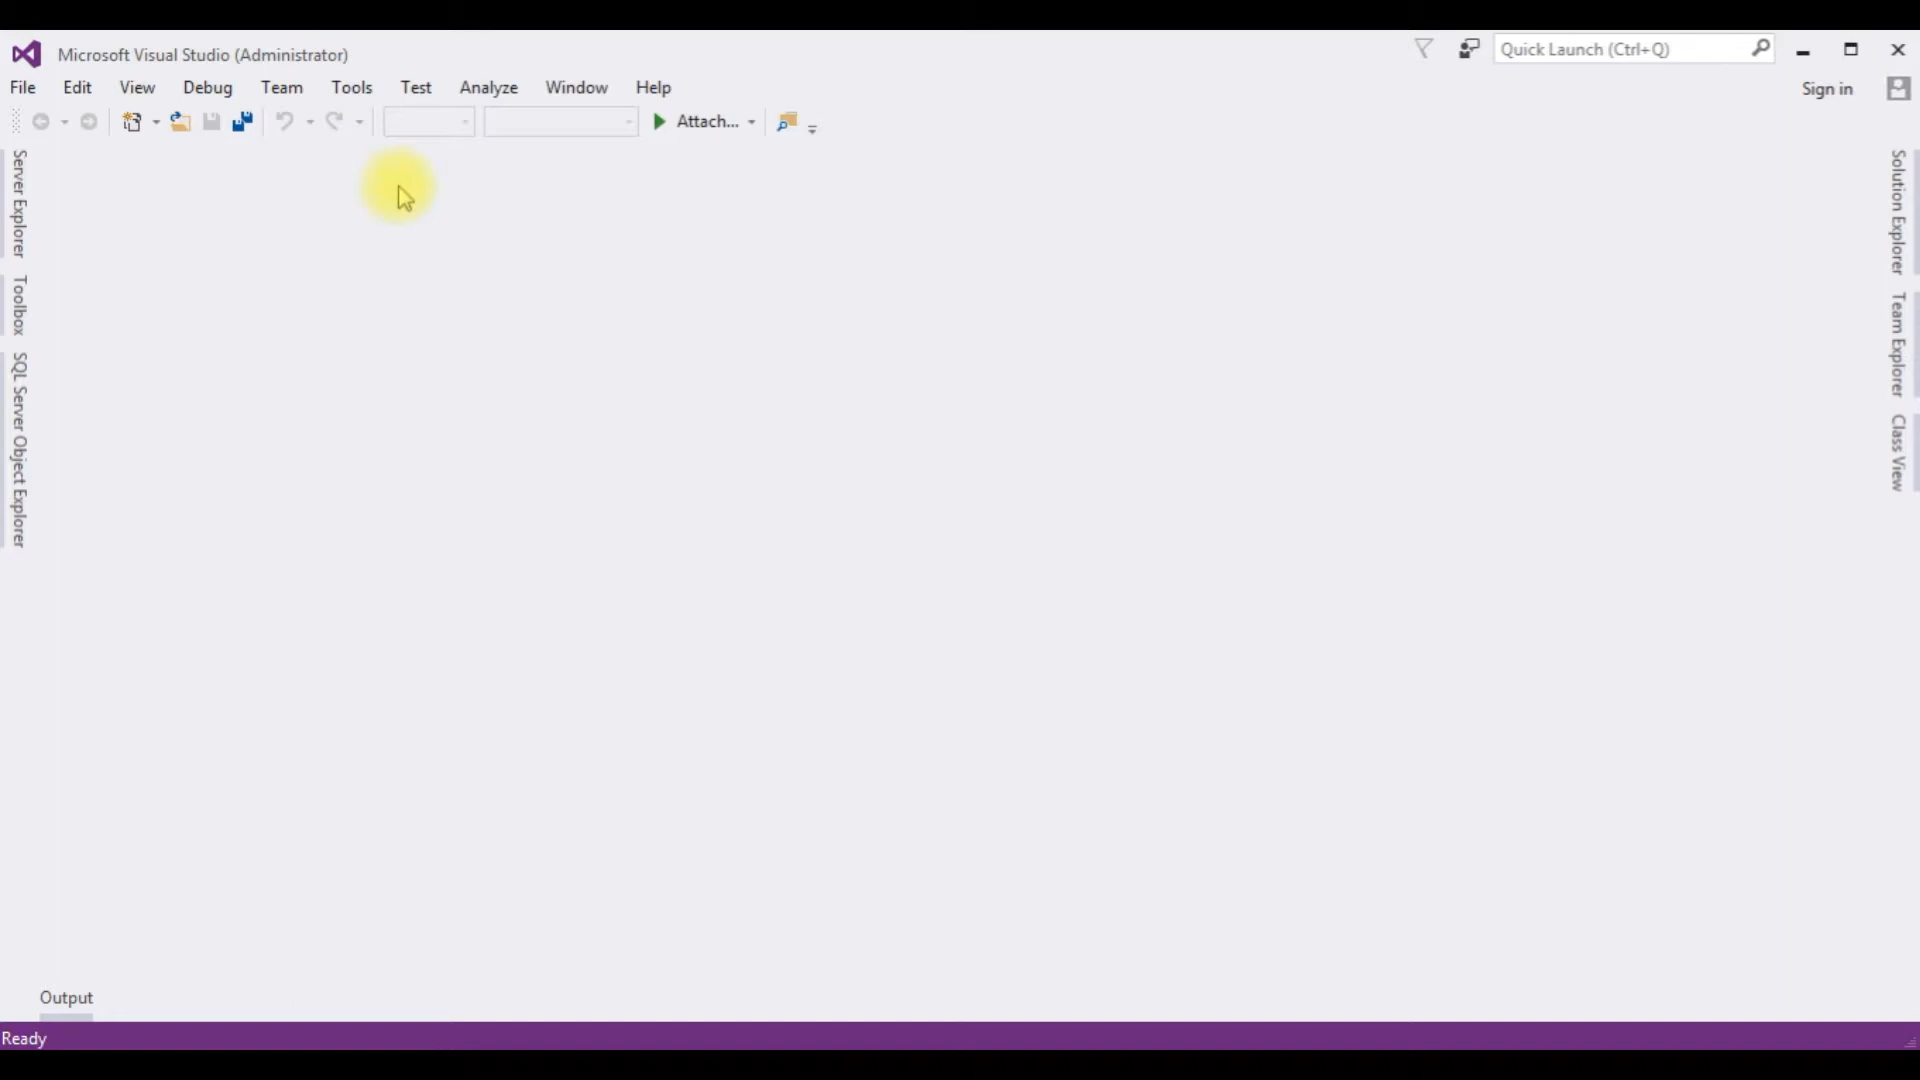 Microsoft Visual Studio (Administrator)
Quick Launch (Ctrl+Q)
File Edit View Debug Team Tools Test Analyze Window Help
Sign in
Attach...
Server Explorer
Toolbox
SQL Server Object Explorer
Solution Explorer
Team Explorer
Class View
Output
Ready